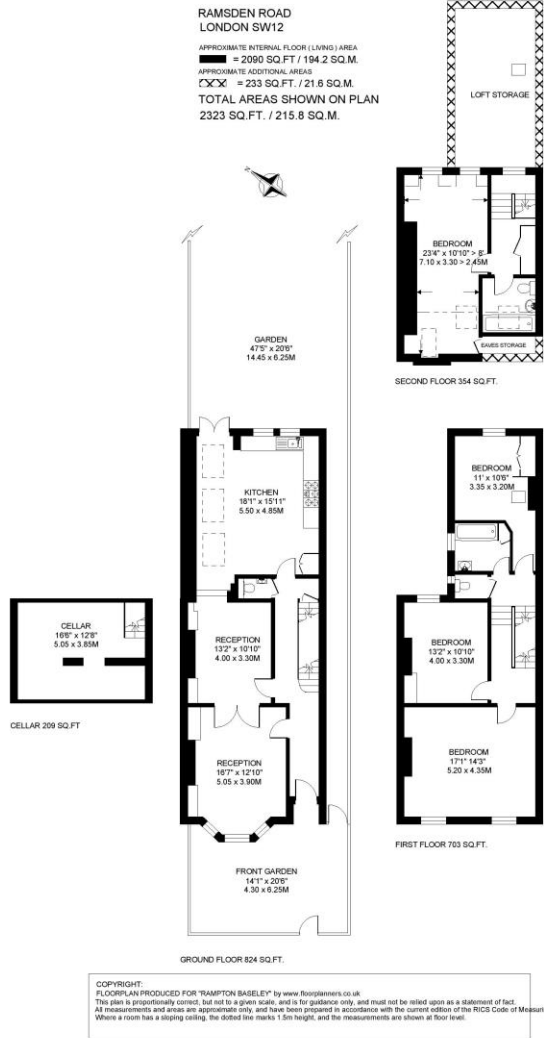 RAMSDEN ROAD
LONDON SW12
APPROXIMATE INTERNAL FLOOR ( LIVING ) AREA
= 2090 SQ.FT / 194.2 SQ.M.
APPROXIMATE ADDITIONAL AREAS
= 233 SQ.FT. / 21.6 SQ.M.
TOTAL AREAS SHOWN ON PLAN
2323 SQ.FT. / 215.8 SQ.M.
N
LOFT STORAGE
BEDROOM
23'4" x 10'10" > 8'
7.10 x 3.30 > 2.45M
EAVES STORAGE
SECOND FLOOR 354 SQ.FT.
GARDEN
47'5" x 20'6"
14.45 x 6.25M
KITCHEN
18'1" x 15'11"
5.50 x 4.85M
BEDROOM
11' x 10'6"
3.35 x 3.20M
CELLAR
16'6" x 12'8"
5.05 x 3.85M
CELLAR 209 SQ.FT
RECEPTION
13'2" x 10'10"
4.00 x 3.30M
BEDROOM
13'2" x 10'10"
4.00 x 3.30M
RECEPTION
16'7" x 12'10"
5.05 x 3.90M
BEDROOM
17'1" 14'3"
5.20 x 4.35M
FIRST FLOOR 703 SQ.FT.
FRONT GARDEN
14'1" x 20'6"
4.30 x 6.25M
GROUND FLOOR 824 SQ.FT.
COPYRIGHT:
FLOORPLAN PRODUCED FOR "RAMPTON BASELEY" by www.floorplanners.co.uk
This plan is proportionally correct, but not to a given scale, and is for guidance only, and must not be relied upon as a statement of fact.
All measurements and areas are approximate only, and have been prepared in accordance with the current edition of the RICS Code of Measuri
Where a room has a sloping ceiling, the dotted line marks 1.5m height, and the measurements are shown at floor level.